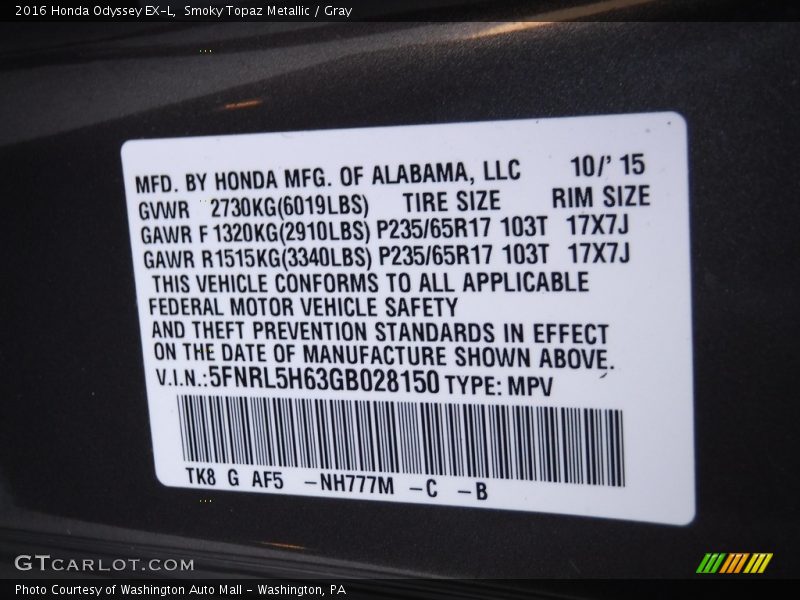 2016 Honda Odyssey EX-L, Smoky Topaz Metallic / Gray
MFD. BY HONDA MFG. OF ALABAMA, LLC 10/' 15
GVWR 2730KG(6019LBS) TIRE SIZE RIM SIZE
GAWR F 1320KG(2910LBS) P235/65R17 103T 17X7J
GAWR R1515KG(3340LBS) P235/65R17 103T 17X7J
THIS VEHICLE CONFORMS TO ALL APPLICABLE
FEDERAL MOTOR VEHICLE SAFETY
AND THEFT PREVENTION STANDARDS IN EFFECT
ON THE DATE OF MANUFACTURE SHOWN ABOVE.
V.I.N.:5FNRL5H63GB028150 TYPE: MPV
TK8 G AF5 -NH777M -C -B
GTCARLOT.COM
Photo Courtesy of Washington Auto Mall - Washington, PA